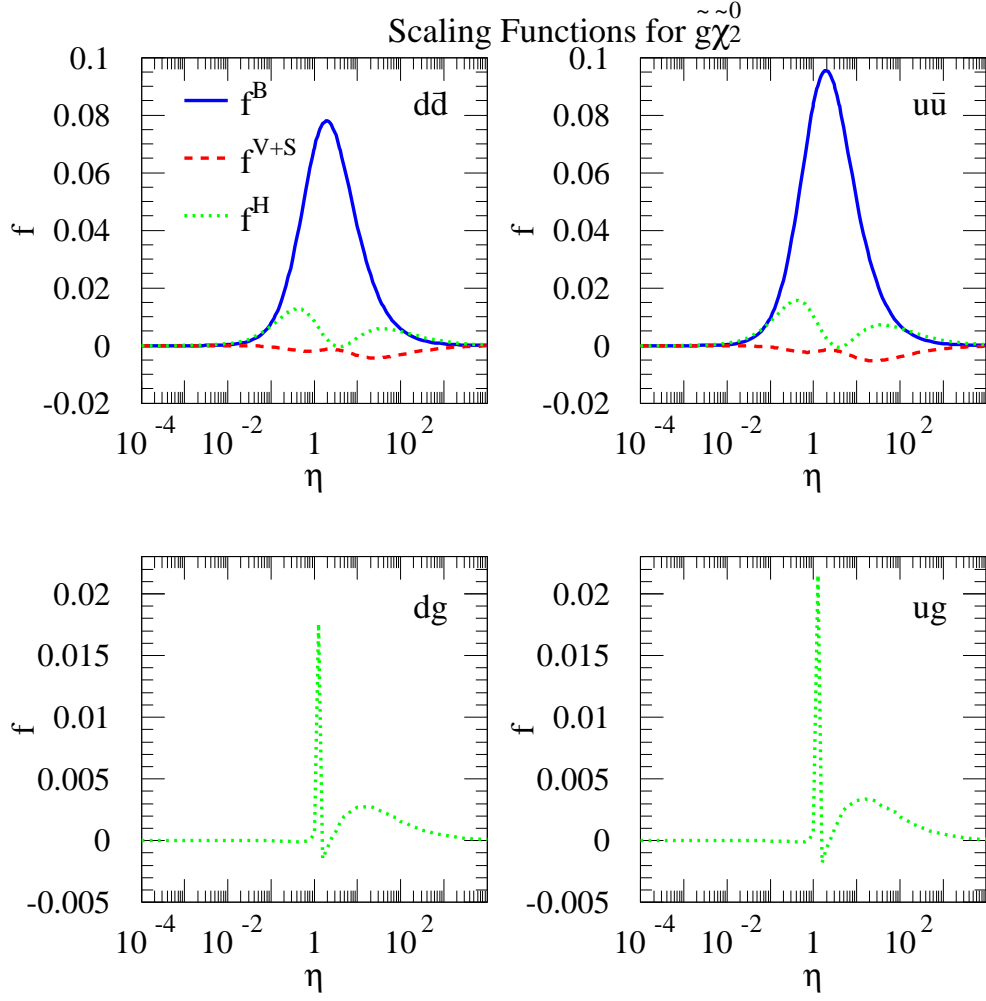 Scaling Functions for g̃χ̃⁰₂
0.1
0.08
0.06
0.04
0.02
0
-0.02
f
f^B
f^V+S
f^H
dd̄
10^-4 10^-2 1 10^2
η
0.1
0.08
0.06
0.04
0.02
0
-0.02
f
uū
10^-4 10^-2 1 10^2
η
0.02
0.015
0.01
0.005
0
-0.005
f
dg
10^-4 10^-2 1 10^2
η
0.02
0.015
0.01
0.005
0
-0.005
f
ug
10^-4 10^-2 1 10^2
η